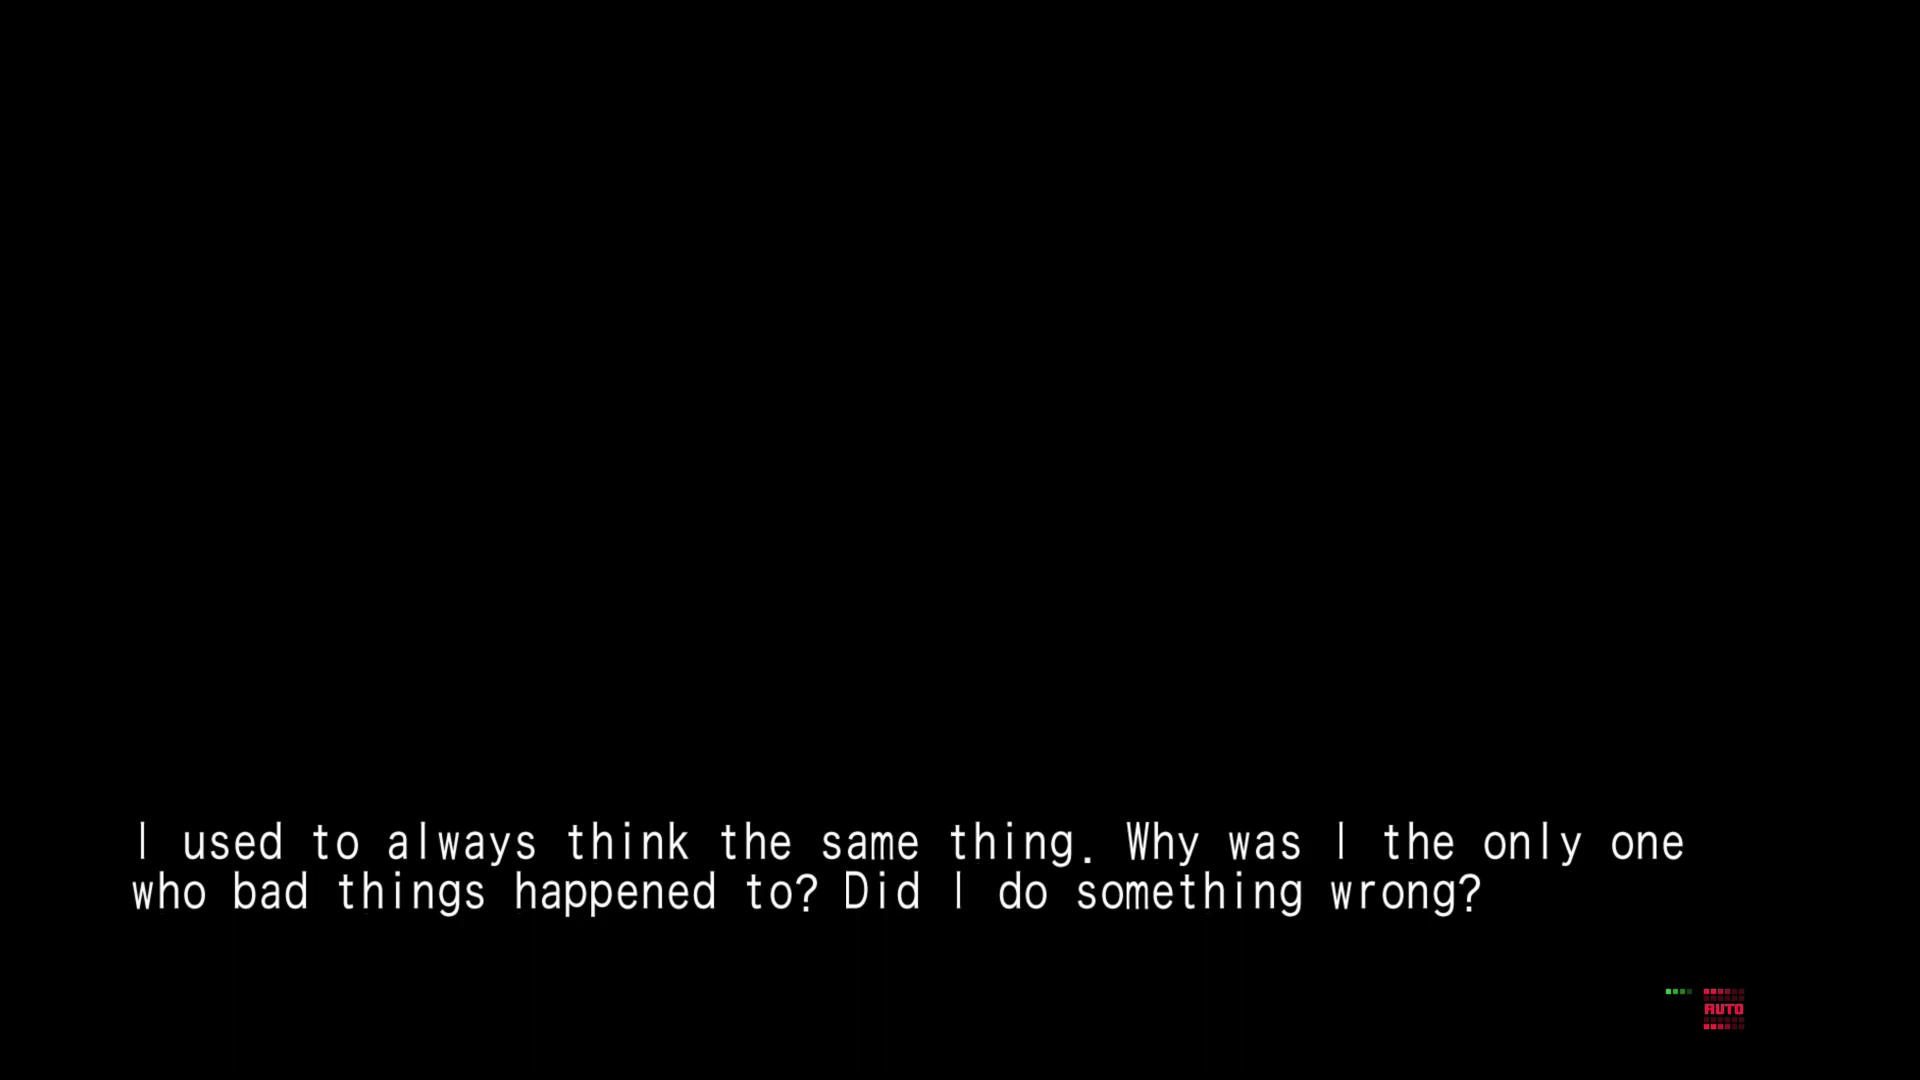 I used to always think the same thing. Why was I the only one
who bad things happened to? Did I do something wrong?
AUTO